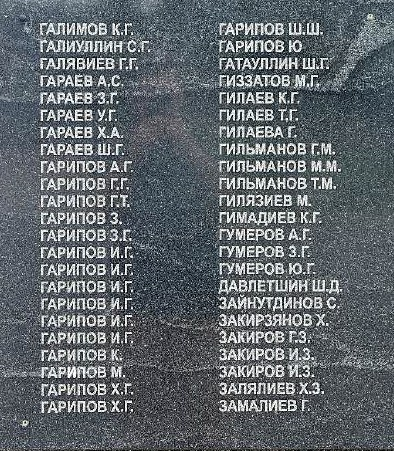 ГАЛИМОВ К.Г.
ГАЛИУЛЛИН С.Г.
ГАЛЯВИЕВ Г.Г.
ГАРАЕВ А.С.
ГАРАЕВ З.Г.
ГАРАЕВ У.Г.
ГАРАЕВ Х.А.
ГАРАЕВ Ш.Г.
ГАРИПОВ А.Г.
ГАРИПОВ Г.Г.
ГАРИПОВ Г.Т.
ГАРИПОВ З.
ГАРИПОВ З.Г.
ГАРИПОВ И.Г.
ГАРИПОВ И.Г.
ГАРИПОВ И.Г.
ГАРИПОВ И.Г.
ГАРИПОВ И.Г.
ГАРИПОВ И.Г.
ГАРИПОВ К.
ГАРИПОВ М.
ГАРИПОВ Х.Г.
ГАРИПОВ Х.Г.
ГАРИПОВ Ш.Ш.
ГАРИПОВ Ю
ГАТАУЛЛИН Ш.Г.
ГИЗЗАТОВ М.Г.
ГИЛАЕВ К.Г.
ГИЛАЕВ Т.Г.
ГИЛАЕВА Г.
ГИЛЬМАНОВ Г.М.
ГИЛЬМАНОВ М.М.
ГИЛЬМАНОВ Т.М.
ГИЛЯЗИЕВ М.
ГИМАДИЕВ К.Г.
ГУМЕРОВ А.Г.
ГУМЕРОВ З.Г.
ГУМЕРОВ Ю.Г.
ДАВЛЕТШИН Ш.Д.
ЗАЙНУТДИНОВ С.
ЗАКИРЗЯНОВ Х.
ЗАКИРОВ Г.З.
ЗАКИРОВ И.З.
ЗАКИРОВ И.З.
ЗАЛЯЛИЕВ Х.З.
ЗАМАЛИЕВ Г.